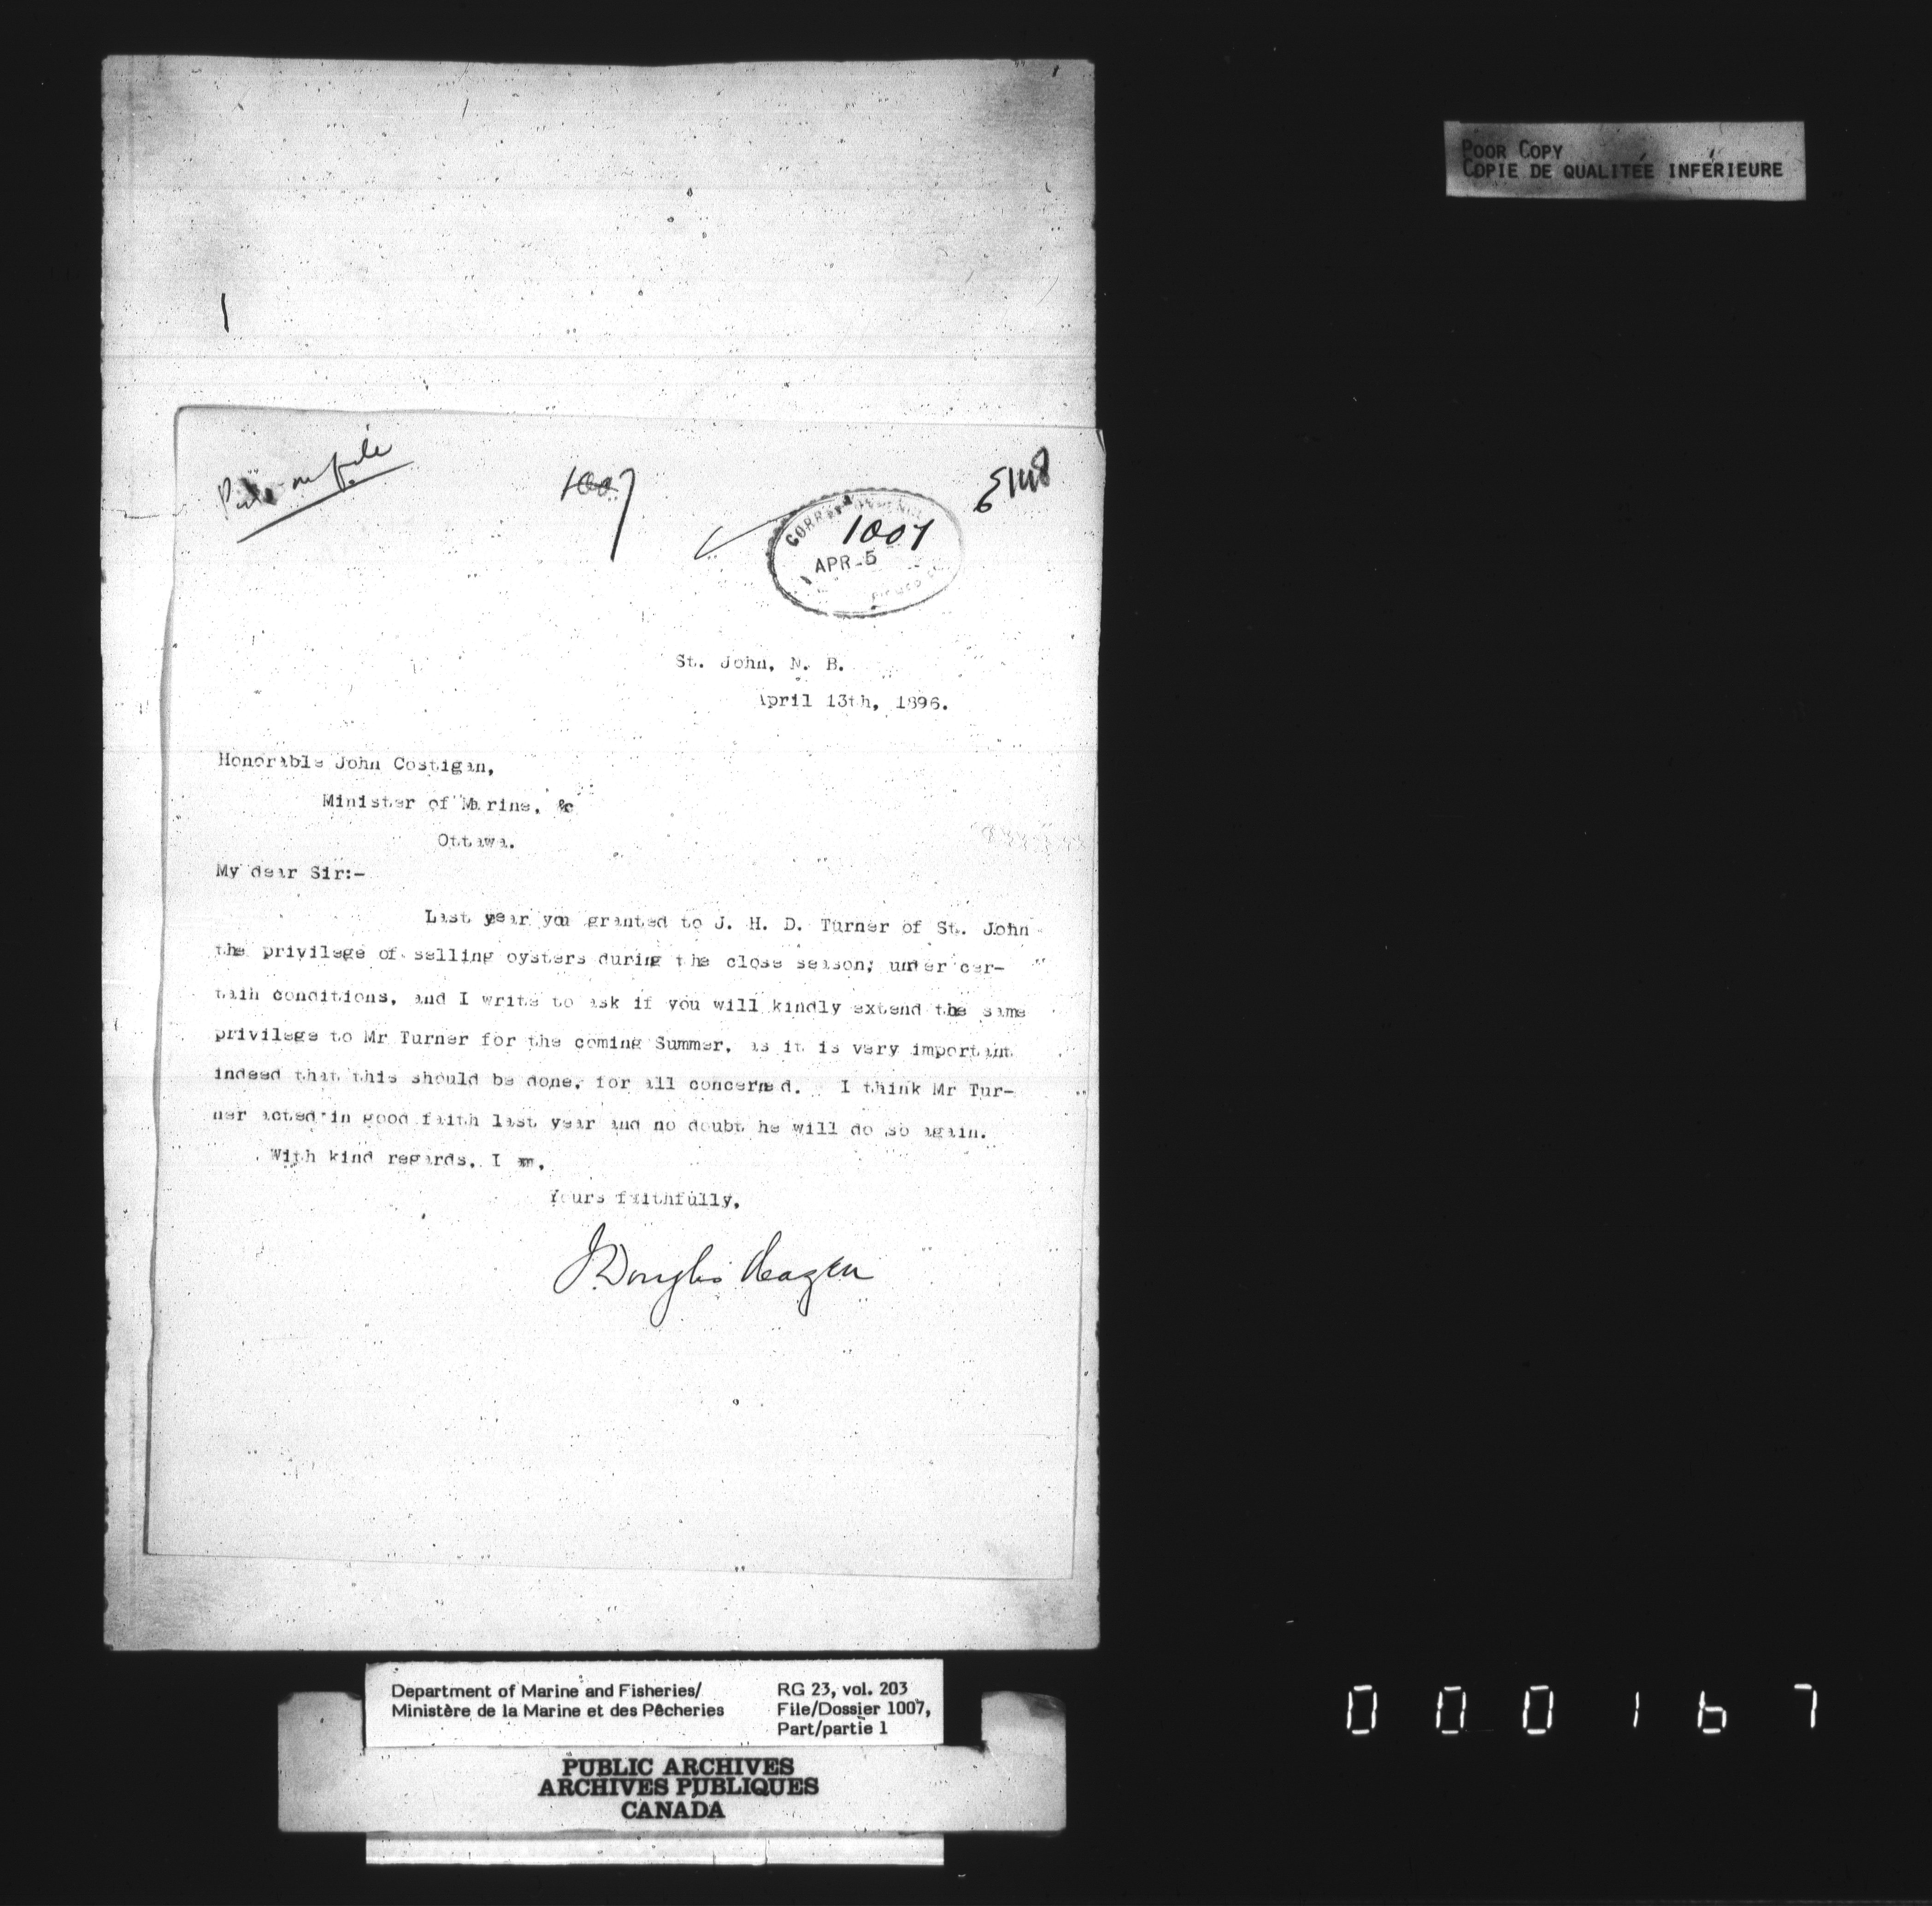 POOR COPY
COPIE DE QUALITÉE INFÉRIEURE
Put on file
1007
CORRESPONDENCE
1007
APR -5
St. John, N. B.
April 13th, 1896.
Honorable John Costigan,
Minister of Marine, &c
Ottawa.
My dear Sir:-
Last year you granted to J. H. D. Turner of St. John
the privilege of selling oysters during the close season; under cer-
tain conditions, and I write to ask if you will kindly extend the same
privilege to Mr Turner for the coming Summer, as it is very important
indeed that this should be done, for all concerned. I think Mr Tur-
ner acted in good faith last year and no doubt he will do so again.
With kind regards, I am,
Yours faithfully,
J Douglas Hazen
Department of Marine and Fisheries/
Ministère de la Marine et des Pêcheries
RG 23, vol. 203
File/Dossier 1007,
Part/partie 1
PUBLIC ARCHIVES
ARCHIVES PUBLIQUES
CANADA
000167